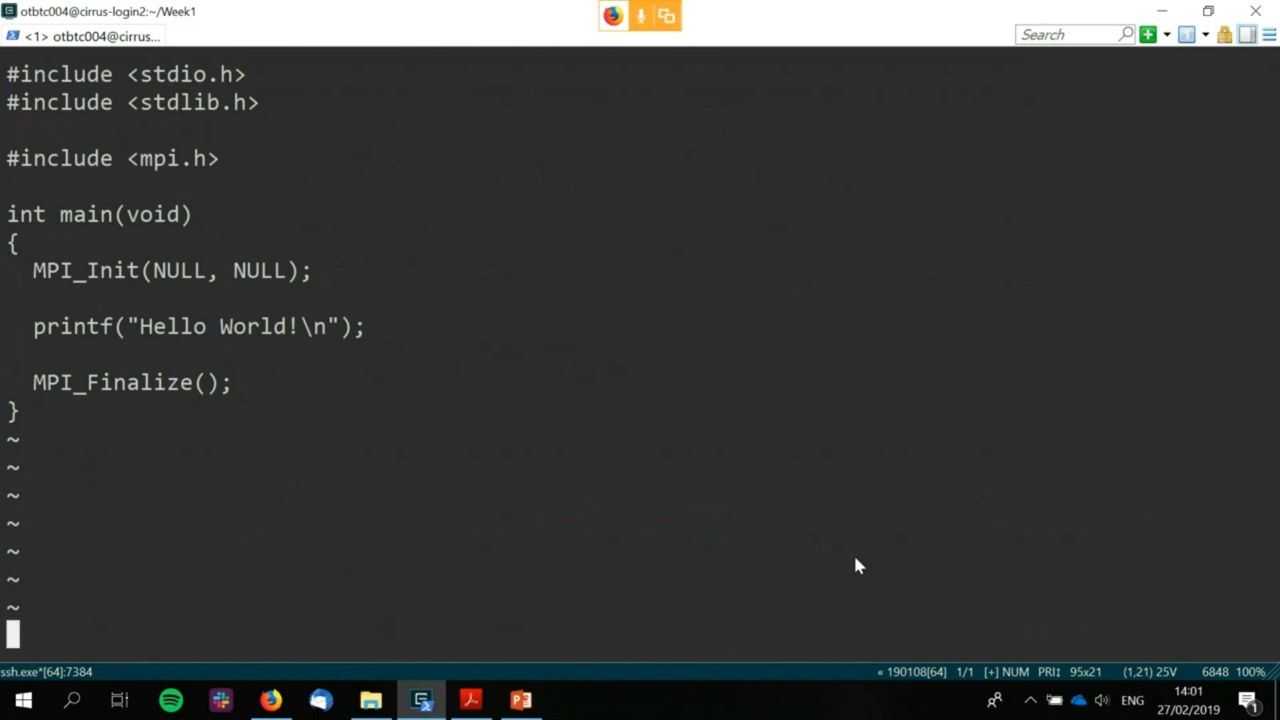 otbtc004@cirrus-login2:~/Week1
<1> otbtc004@cirrus...
Search
#include <stdio.h>
#include <stdlib.h>
#include <mpi.h>
int main(void)
{
MPI_Init(NULL, NULL);
printf("Hello World!\n");
MPI_Finalize();
}
~
~
~
~
~
~
~
ssh.exe*[64]:7384
« 190108[64] 1/1 [+] NUM PRI↕ 95x21 (1,21) 25V 6848 100%
ENG
14:01
27/02/2019
1